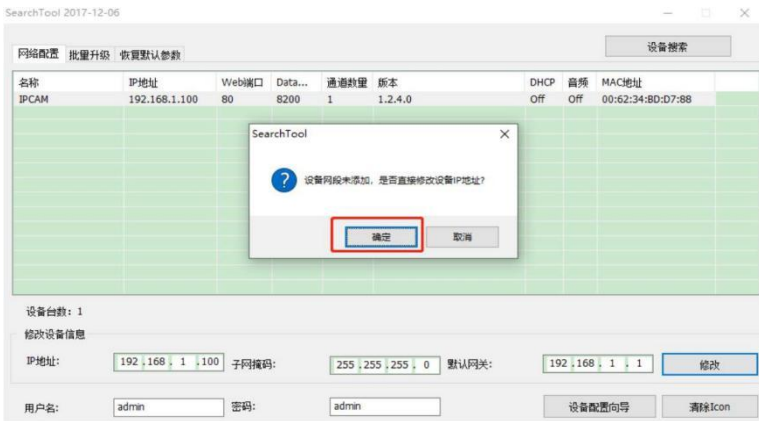 SearchTool 2017-12-06
网络配置 批量升级 恢复默认参数 设备搜索
名称 IP地址 Web端口 Data... 通道数量 版本 DHCP 音频 MAC地址
IPCAM 192.168.1.100 80 8200 1 1.2.4.0 Off Off 00:62:34:BD:D7:88
SearchTool
设备网段未添加，是否直接修改设备IP地址?
确定 取消
设备台数: 1
修改设备信息
IP地址: 192 .168 . 1 .100 子网掩码: 255 .255 .255 . 0 默认网关: 192 .168 . 1 . 1 修改
用户名: admin 密码: admin 设备配置向导 清除Icon